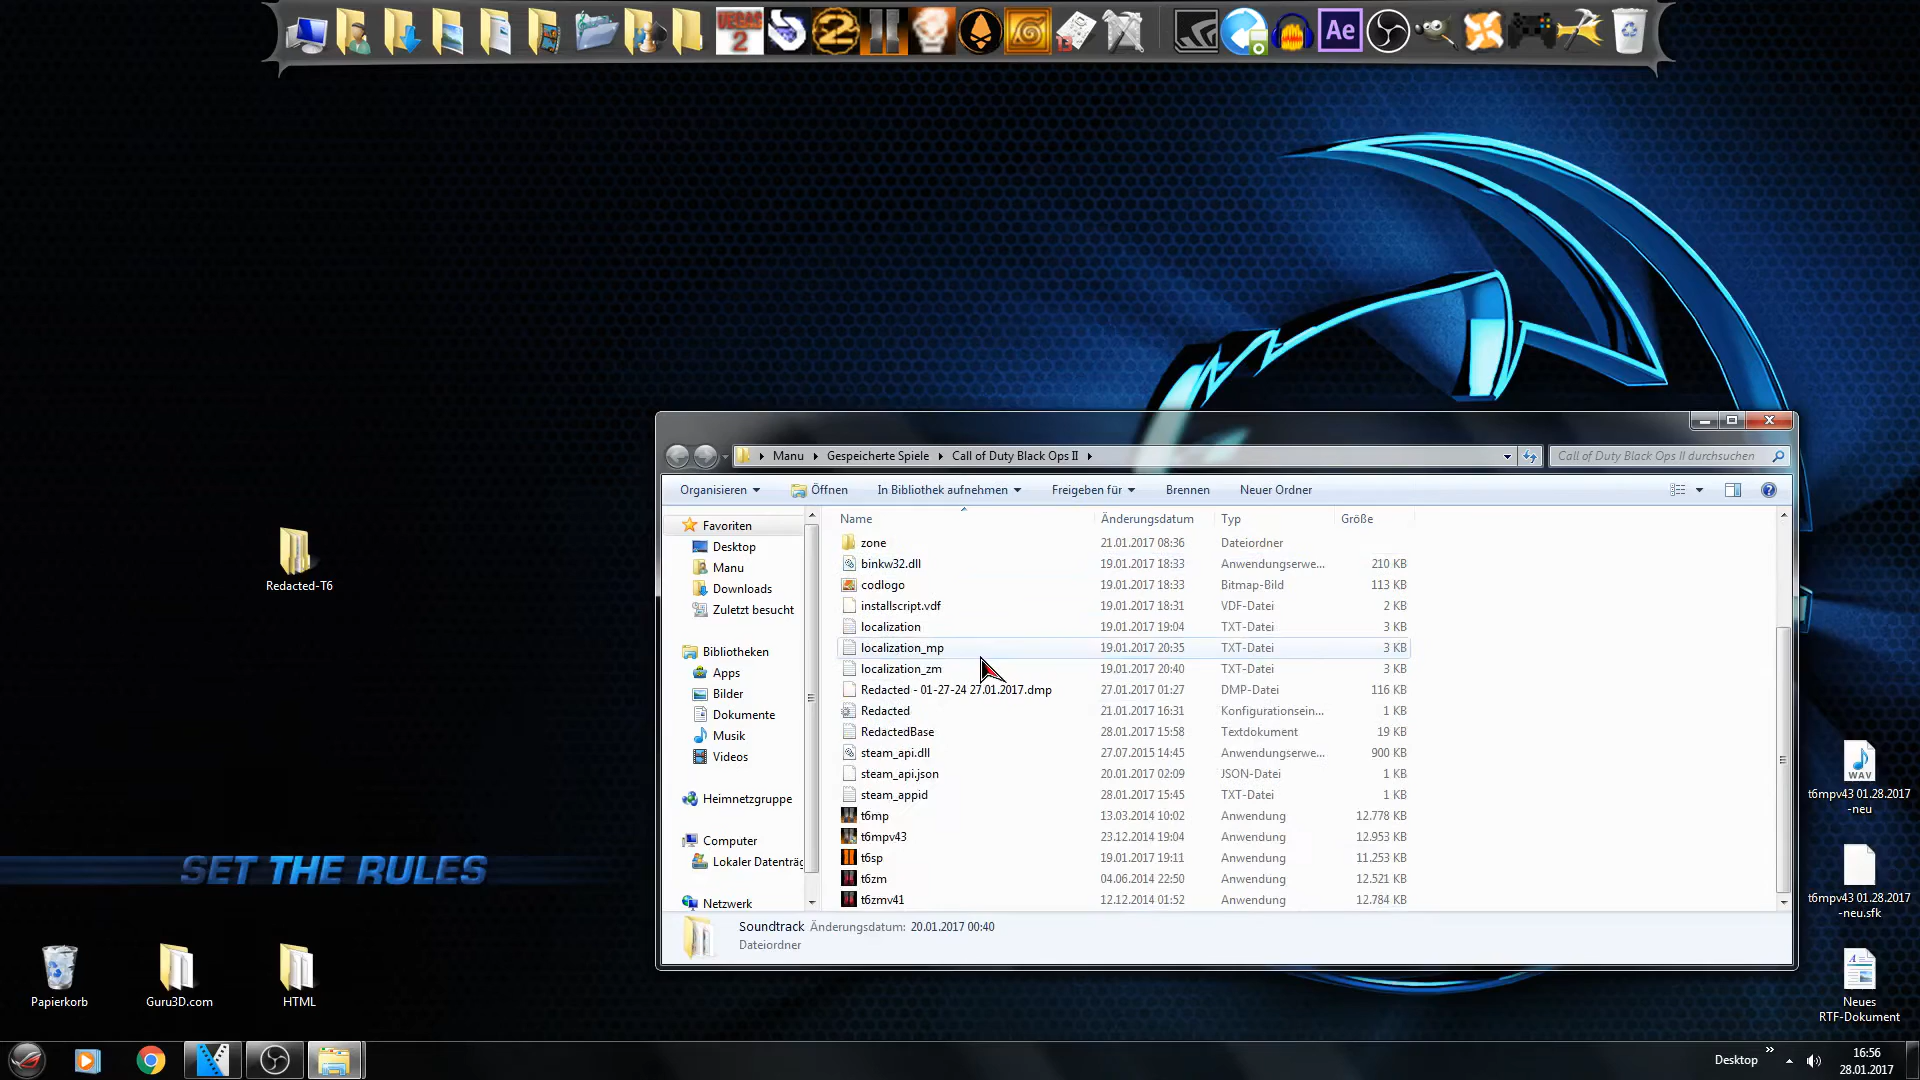 VEGAS
2
2
13
Ae
Manu
Gespeicherte Spiele
Call of Duty Black Ops II
Call of Duty Black Ops II durchsuchen
Organisieren
Öffnen
In Bibliothek aufnehmen
Freigeben für
Brennen
Neuer Ordner
Favoriten
Desktop
Manu
Downloads
Zuletzt besucht
Bibliotheken
Apps
Bilder
Dokumente
Musik
Videos
Heimnetzgruppe
Computer
Lokaler Datenträg
Netzwerk
Name Änderungsdatum Typ Größe
zone 21.01.2017 08:36 Dateiordner
binkw32.dll 19.01.2017 18:33 Anwendungserwe... 210 KB
codlogo 19.01.2017 18:33 Bitmap-Bild 113 KB
installscript.vdf 19.01.2017 18:31 VDF-Datei 2 KB
localization 19.01.2017 19:04 TXT-Datei 3 KB
localization_mp 19.01.2017 20:35 TXT-Datei 3 KB
localization_zm 19.01.2017 20:40 TXT-Datei 3 KB
Redacted - 01-27-24 27.01.2017.dmp 27.01.2017 01:27 DMP-Datei 116 KB
Redacted 21.01.2017 16:31 Konfigurationsein... 1 KB
RedactedBase 28.01.2017 15:58 Textdokument 19 KB
steam_api.dll 27.07.2015 14:45 Anwendungserwe... 900 KB
steam_api.json 20.01.2017 02:09 JSON-Datei 1 KB
steam_appid 28.01.2017 15:45 TXT-Datei 1 KB
t6mp 13.03.2014 10:02 Anwendung 12.778 KB
t6mpv43 23.12.2014 19:04 Anwendung 12.953 KB
t6sp 19.01.2017 19:11 Anwendung 11.253 KB
t6zm 04.06.2014 22:50 Anwendung 12.521 KB
t6zmv41 12.12.2014 01:52 Anwendung 12.784 KB
Soundtrack Änderungsdatum: 20.01.2017 00:40
Dateiordner
Redacted-T6
SET THE RULES
Papierkorb
Guru3D.com
HTML
WAV
t6mpv43 01.28.2017
-neu
t6mpv43 01.28.2017
-neu.sfk
Neues
RTF-Dokument
Desktop
16:56
28.01.2017